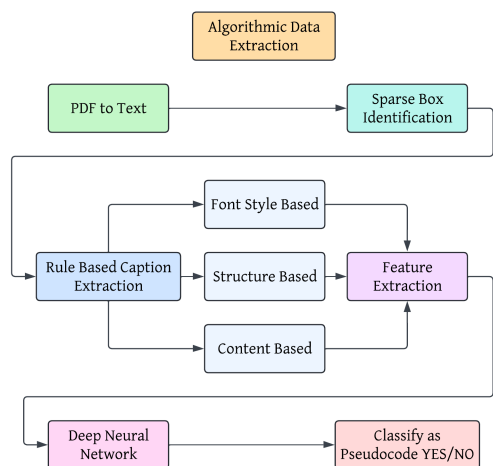 Algorithmic Data
Extraction
PDF to Text
Sparse Box
Identification
Font Style Based
Rule Based Caption
Extraction
Structure Based
Feature
Extraction
Content Based
Deep Neural
Network
Classify as
Pseudocode YES/NO